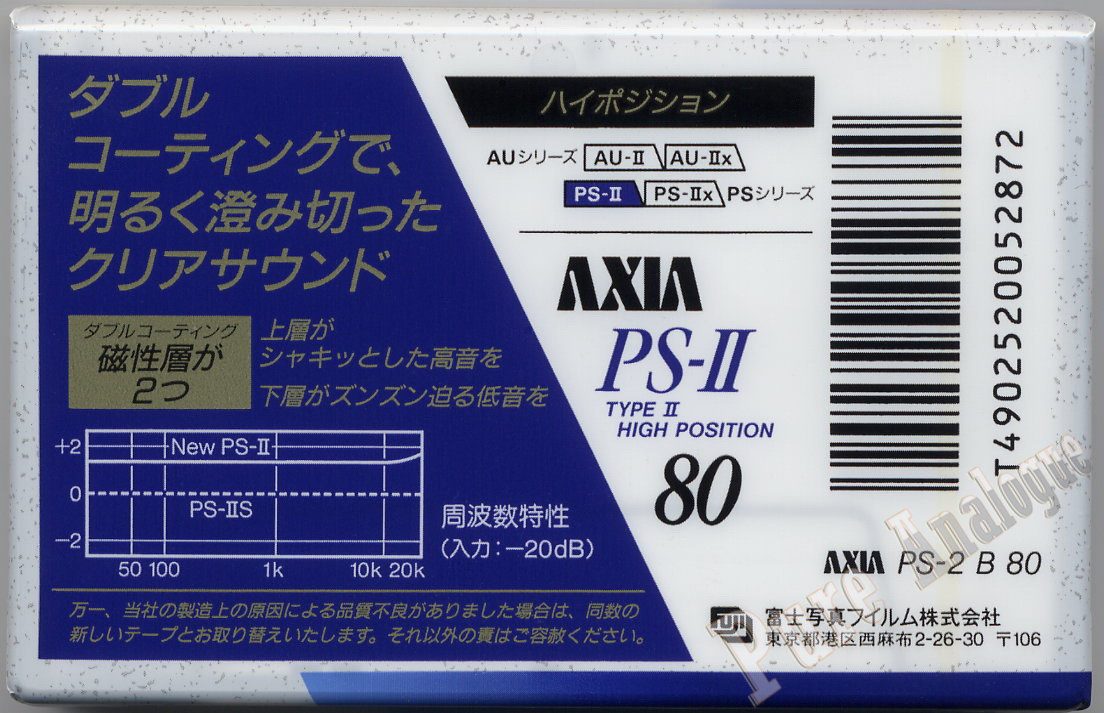 ダブル
コーティングで、
明るく澄み切った
クリアサウンド
ダブルコーティング
磁性層が
2つ
上層が
シャキッとした高音を
下層がズンズン迫る低音を
+2
New PS-II
0
PS-IIS
−2
50 100 1k 10k 20k
周波数特性
(入力:−20dB)
万一、当社の製造上の原因による品質不良がありました場合は、同数の
新しいテープとお取り替えいたします。それ以外の責はご容赦ください。
ハイポジション
AUシリーズ AU-II AU-IIx
PS-II PS-IIx PSシリーズ
AXIA
PS-II
TYPE II
HIGH POSITION
80
T4902520052872
AXIA PS-2 B 80
FUJI 富士写真フイルム株式会社
東京都港区西麻布2-26-30 〒106
Pure Analogue